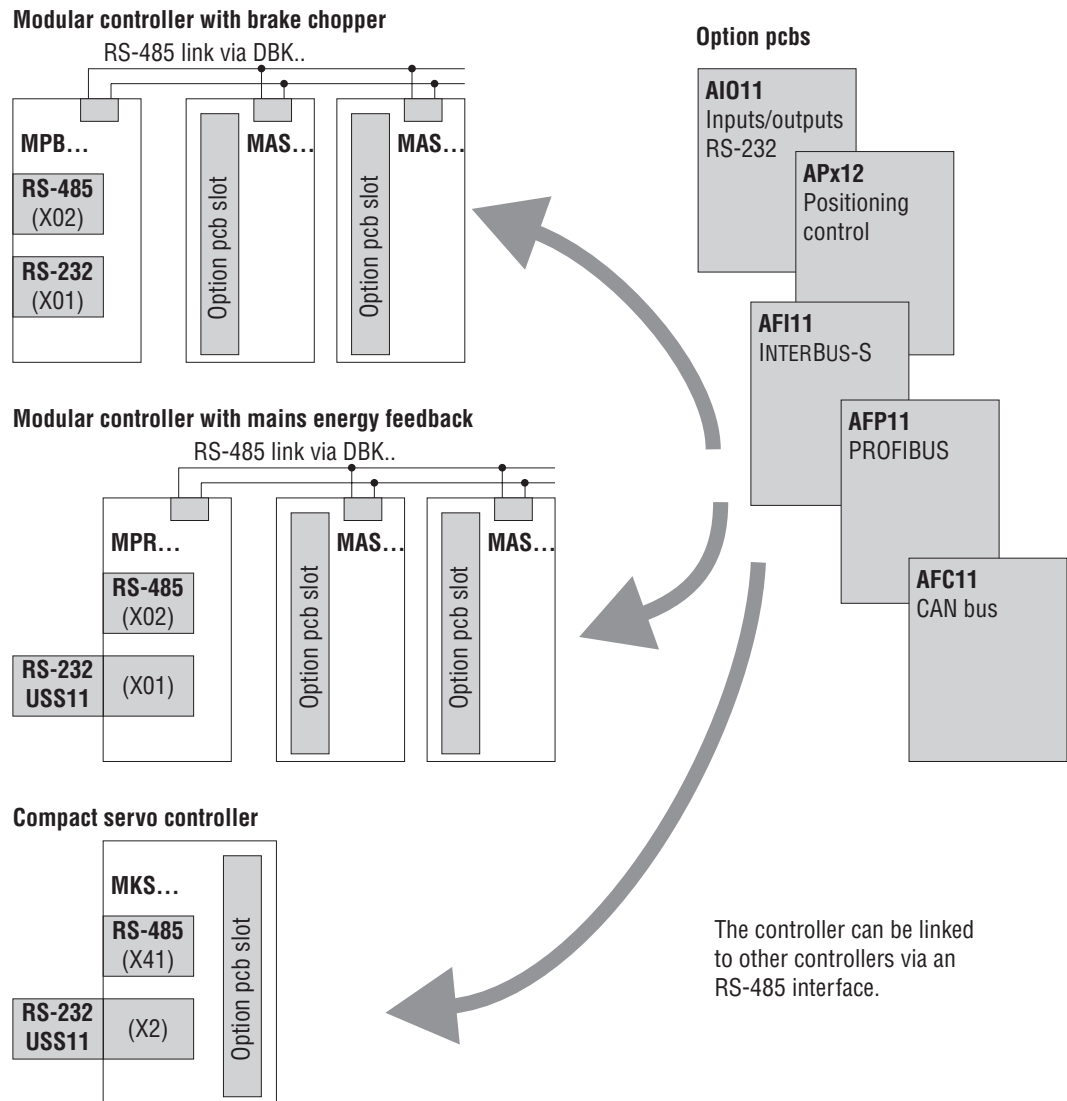 Modular controller with brake chopper
RS-485 link via DBK..
MPB...
RS-485
(X02)
RS-232
(X01)
Option pcb slot
MAS...
Option pcb slot
MAS...
Modular controller with mains energy feedback
RS-485 link via DBK..
MPR...
RS-485
(X02)
RS-232
USS11
(X01)
Option pcb slot
MAS...
Option pcb slot
MAS...
Compact servo controller
MKS...
RS-485
(X41)
RS-232
USS11
(X2)
Option pcb slot
Option pcbs
AIO11
Inputs/outputs
RS-232
APx12
Positioning
control
AFI11
INTERBUS-S
AFP11
PROFIBUS
AFC11
CAN bus
The controller can be linked
to other controllers via an
RS-485 interface.